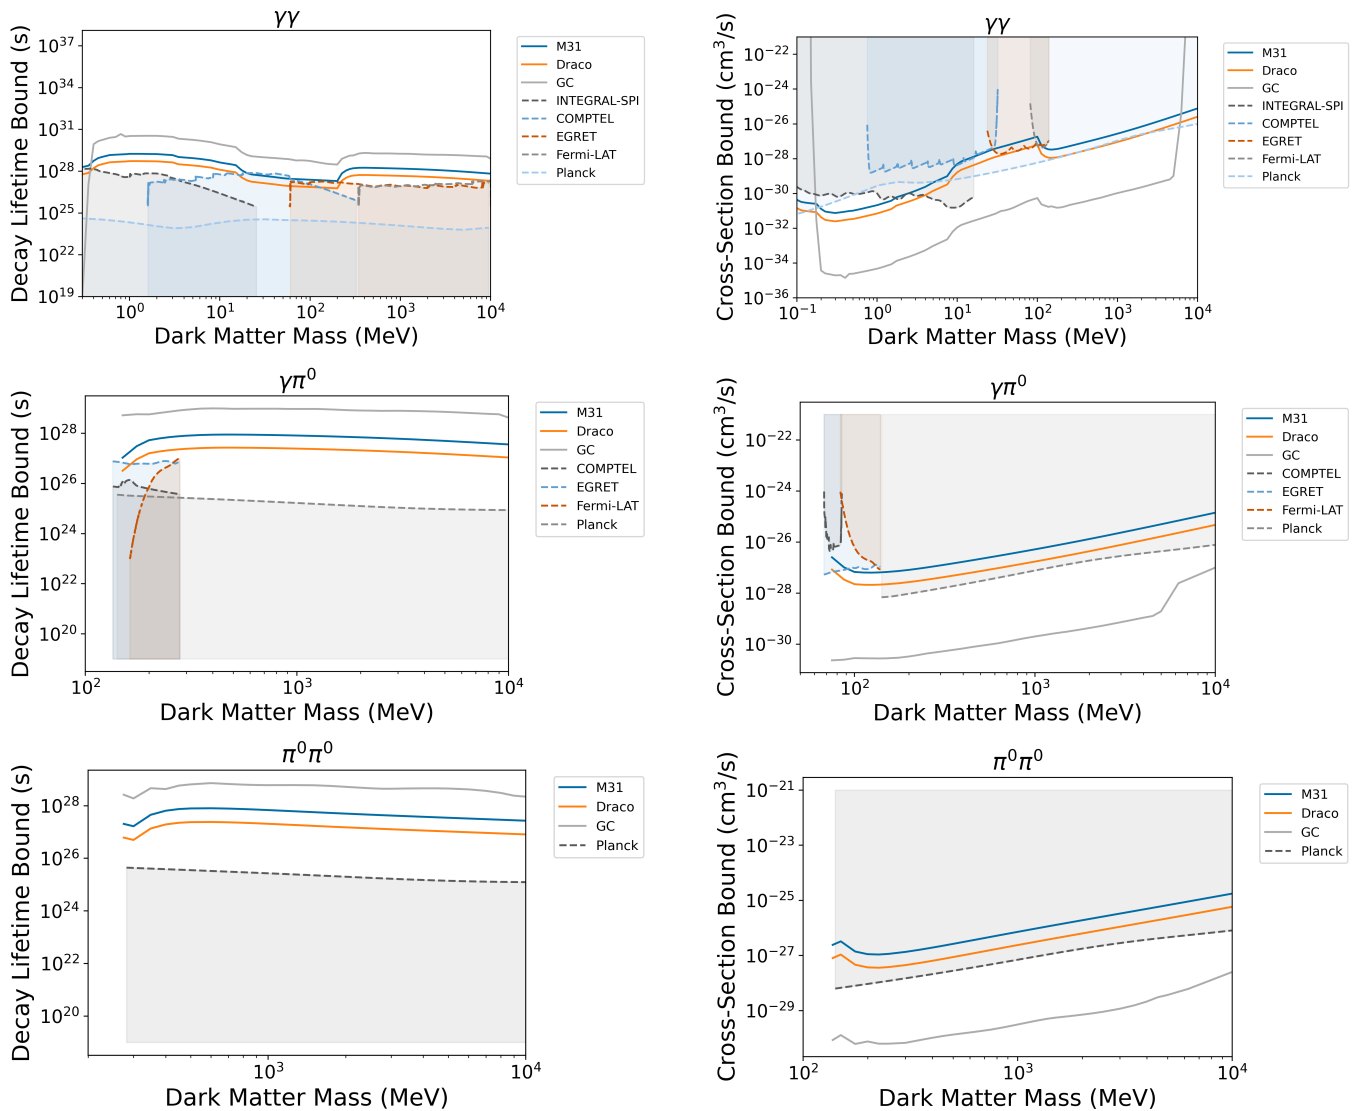 γγ
Decay Lifetime Bound (s)
10^37
10^34
10^31
10^28
10^25
10^22
10^19
10^0
10^1
10^2
10^3
10^4
Dark Matter Mass (MeV)
M31
Draco
GC
INTEGRAL-SPI
COMPTEL
EGRET
Fermi-LAT
Planck
γγ
Cross-Section Bound (cm^3/s)
10^−22
10^−24
10^−26
10^−28
10^−30
10^−32
10^−34
10^−36
10^−1
10^0
10^1
10^2
10^3
10^4
Dark Matter Mass (MeV)
M31
Draco
GC
INTEGRAL-SPI
COMPTEL
EGRET
Fermi-LAT
Planck
γπ^0
Decay Lifetime Bound (s)
10^28
10^26
10^24
10^22
10^20
10^2
10^3
10^4
Dark Matter Mass (MeV)
M31
Draco
GC
COMPTEL
EGRET
Fermi-LAT
Planck
γπ^0
Cross-Section Bound (cm^3/s)
10^−22
10^−24
10^−26
10^−28
10^−30
10^2
10^3
10^4
Dark Matter Mass (MeV)
M31
Draco
GC
COMPTEL
EGRET
Fermi-LAT
Planck
π^0π^0
Decay Lifetime Bound (s)
10^28
10^26
10^24
10^22
10^20
10^3
10^4
Dark Matter Mass (MeV)
M31
Draco
GC
Planck
π^0π^0
Cross-Section Bound (cm^3/s)
10^−21
10^−23
10^−25
10^−27
10^−29
10^2
10^3
10^4
Dark Matter Mass (MeV)
M31
Draco
GC
Planck